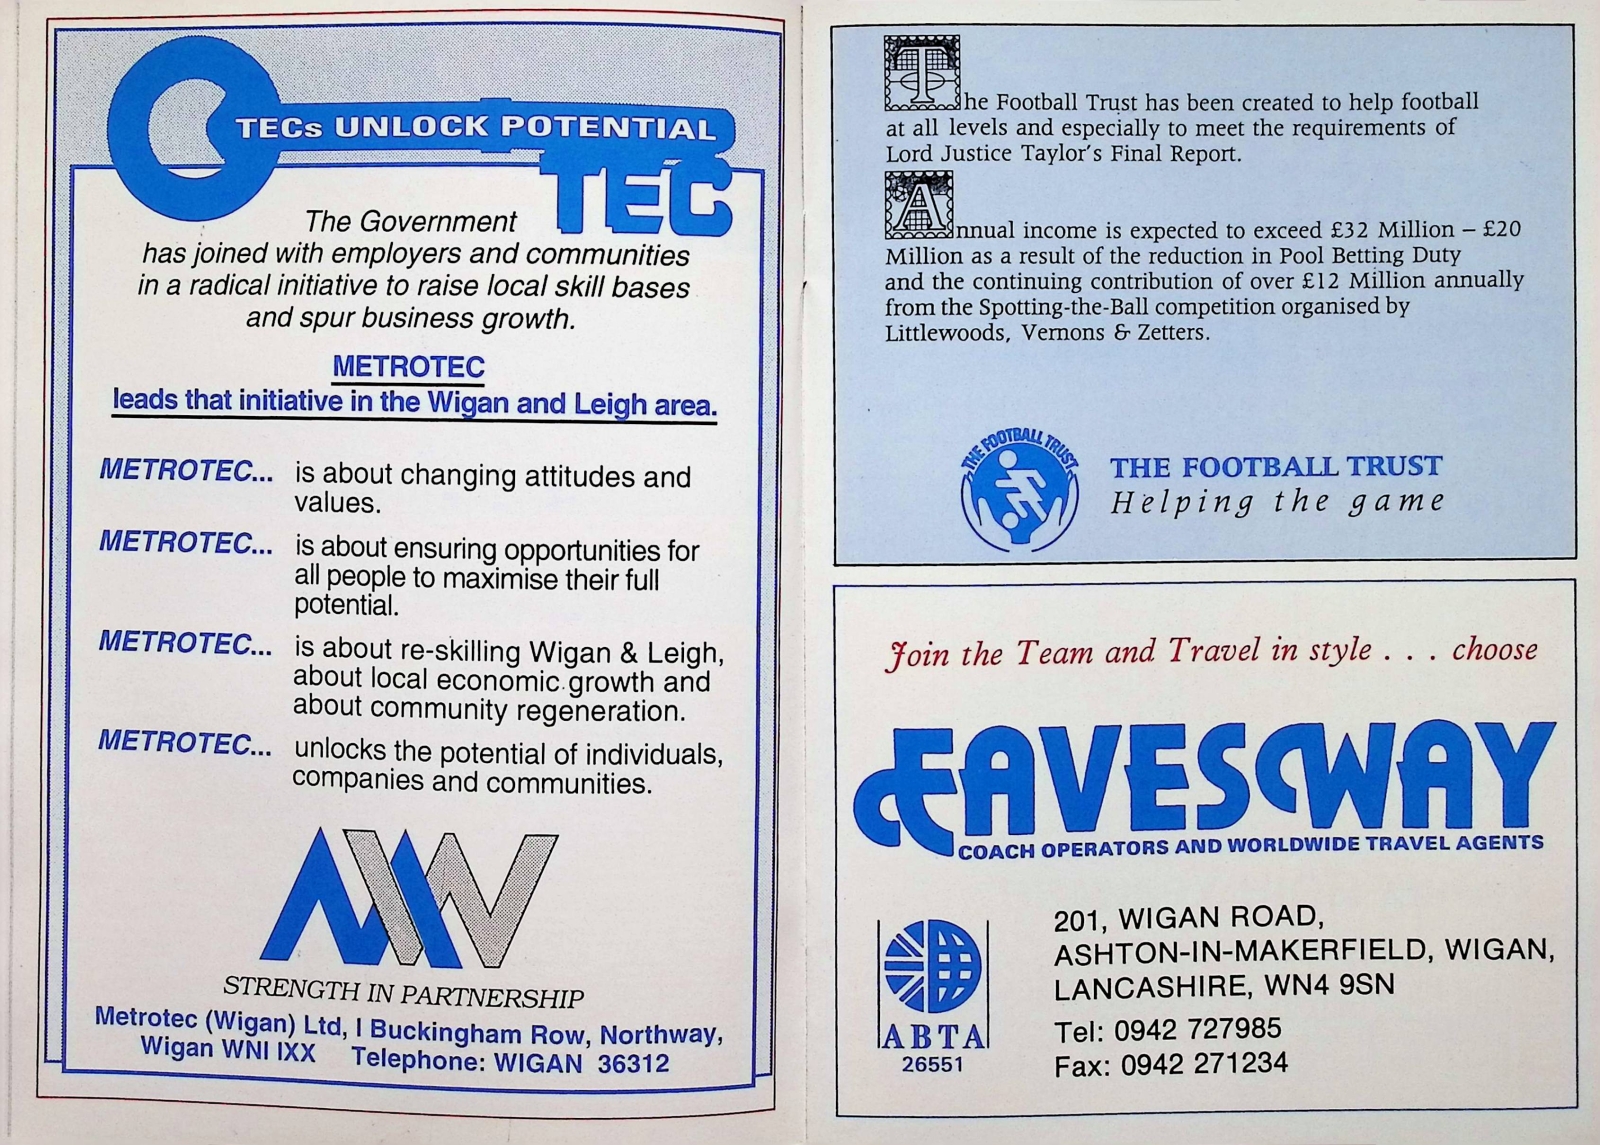 TECs UNLOCK POTENTIAL
TEC
The Government
has joined with employers and communities
in a radical initiative to raise local skill bases
and spur business growth.
METROTEC
leads that initiative in the Wigan and Leigh area.
METROTEC... is about changing attitudes and
values.
METROTEC... is about ensuring opportunities for
all people to maximise their full
potential.
METROTEC... is about re-skilling Wigan & Leigh,
about local economic growth and
about community regeneration.
METROTEC... unlocks the potential of individuals,
companies and communities.
STRENGTH IN PARTNERSHIP
Metrotec (Wigan) Ltd, I Buckingham Row, Northway,
Wigan WNI IXX Telephone: WIGAN 36312
The Football Trust has been created to help football
at all levels and especially to meet the requirements of
Lord Justice Taylor's Final Report.
Annual income is expected to exceed £32 Million – £20
Million as a result of the reduction in Pool Betting Duty
and the continuing contribution of over £12 Million annually
from the Spotting-the-Ball competition organised by
Littlewoods, Vernons & Zetters.
THE FOOTBALL TRUST
THE FOOTBALL TRUST
Helping the game
Join the Team and Travel in style . . . choose
EAVESWAY
COACH OPERATORS AND WORLDWIDE TRAVEL AGENTS
201, WIGAN ROAD,
ASHTON-IN-MAKERFIELD, WIGAN,
LANCASHIRE, WN4 9SN
Tel: 0942 727985
Fax: 0942 271234
ABTA
26551